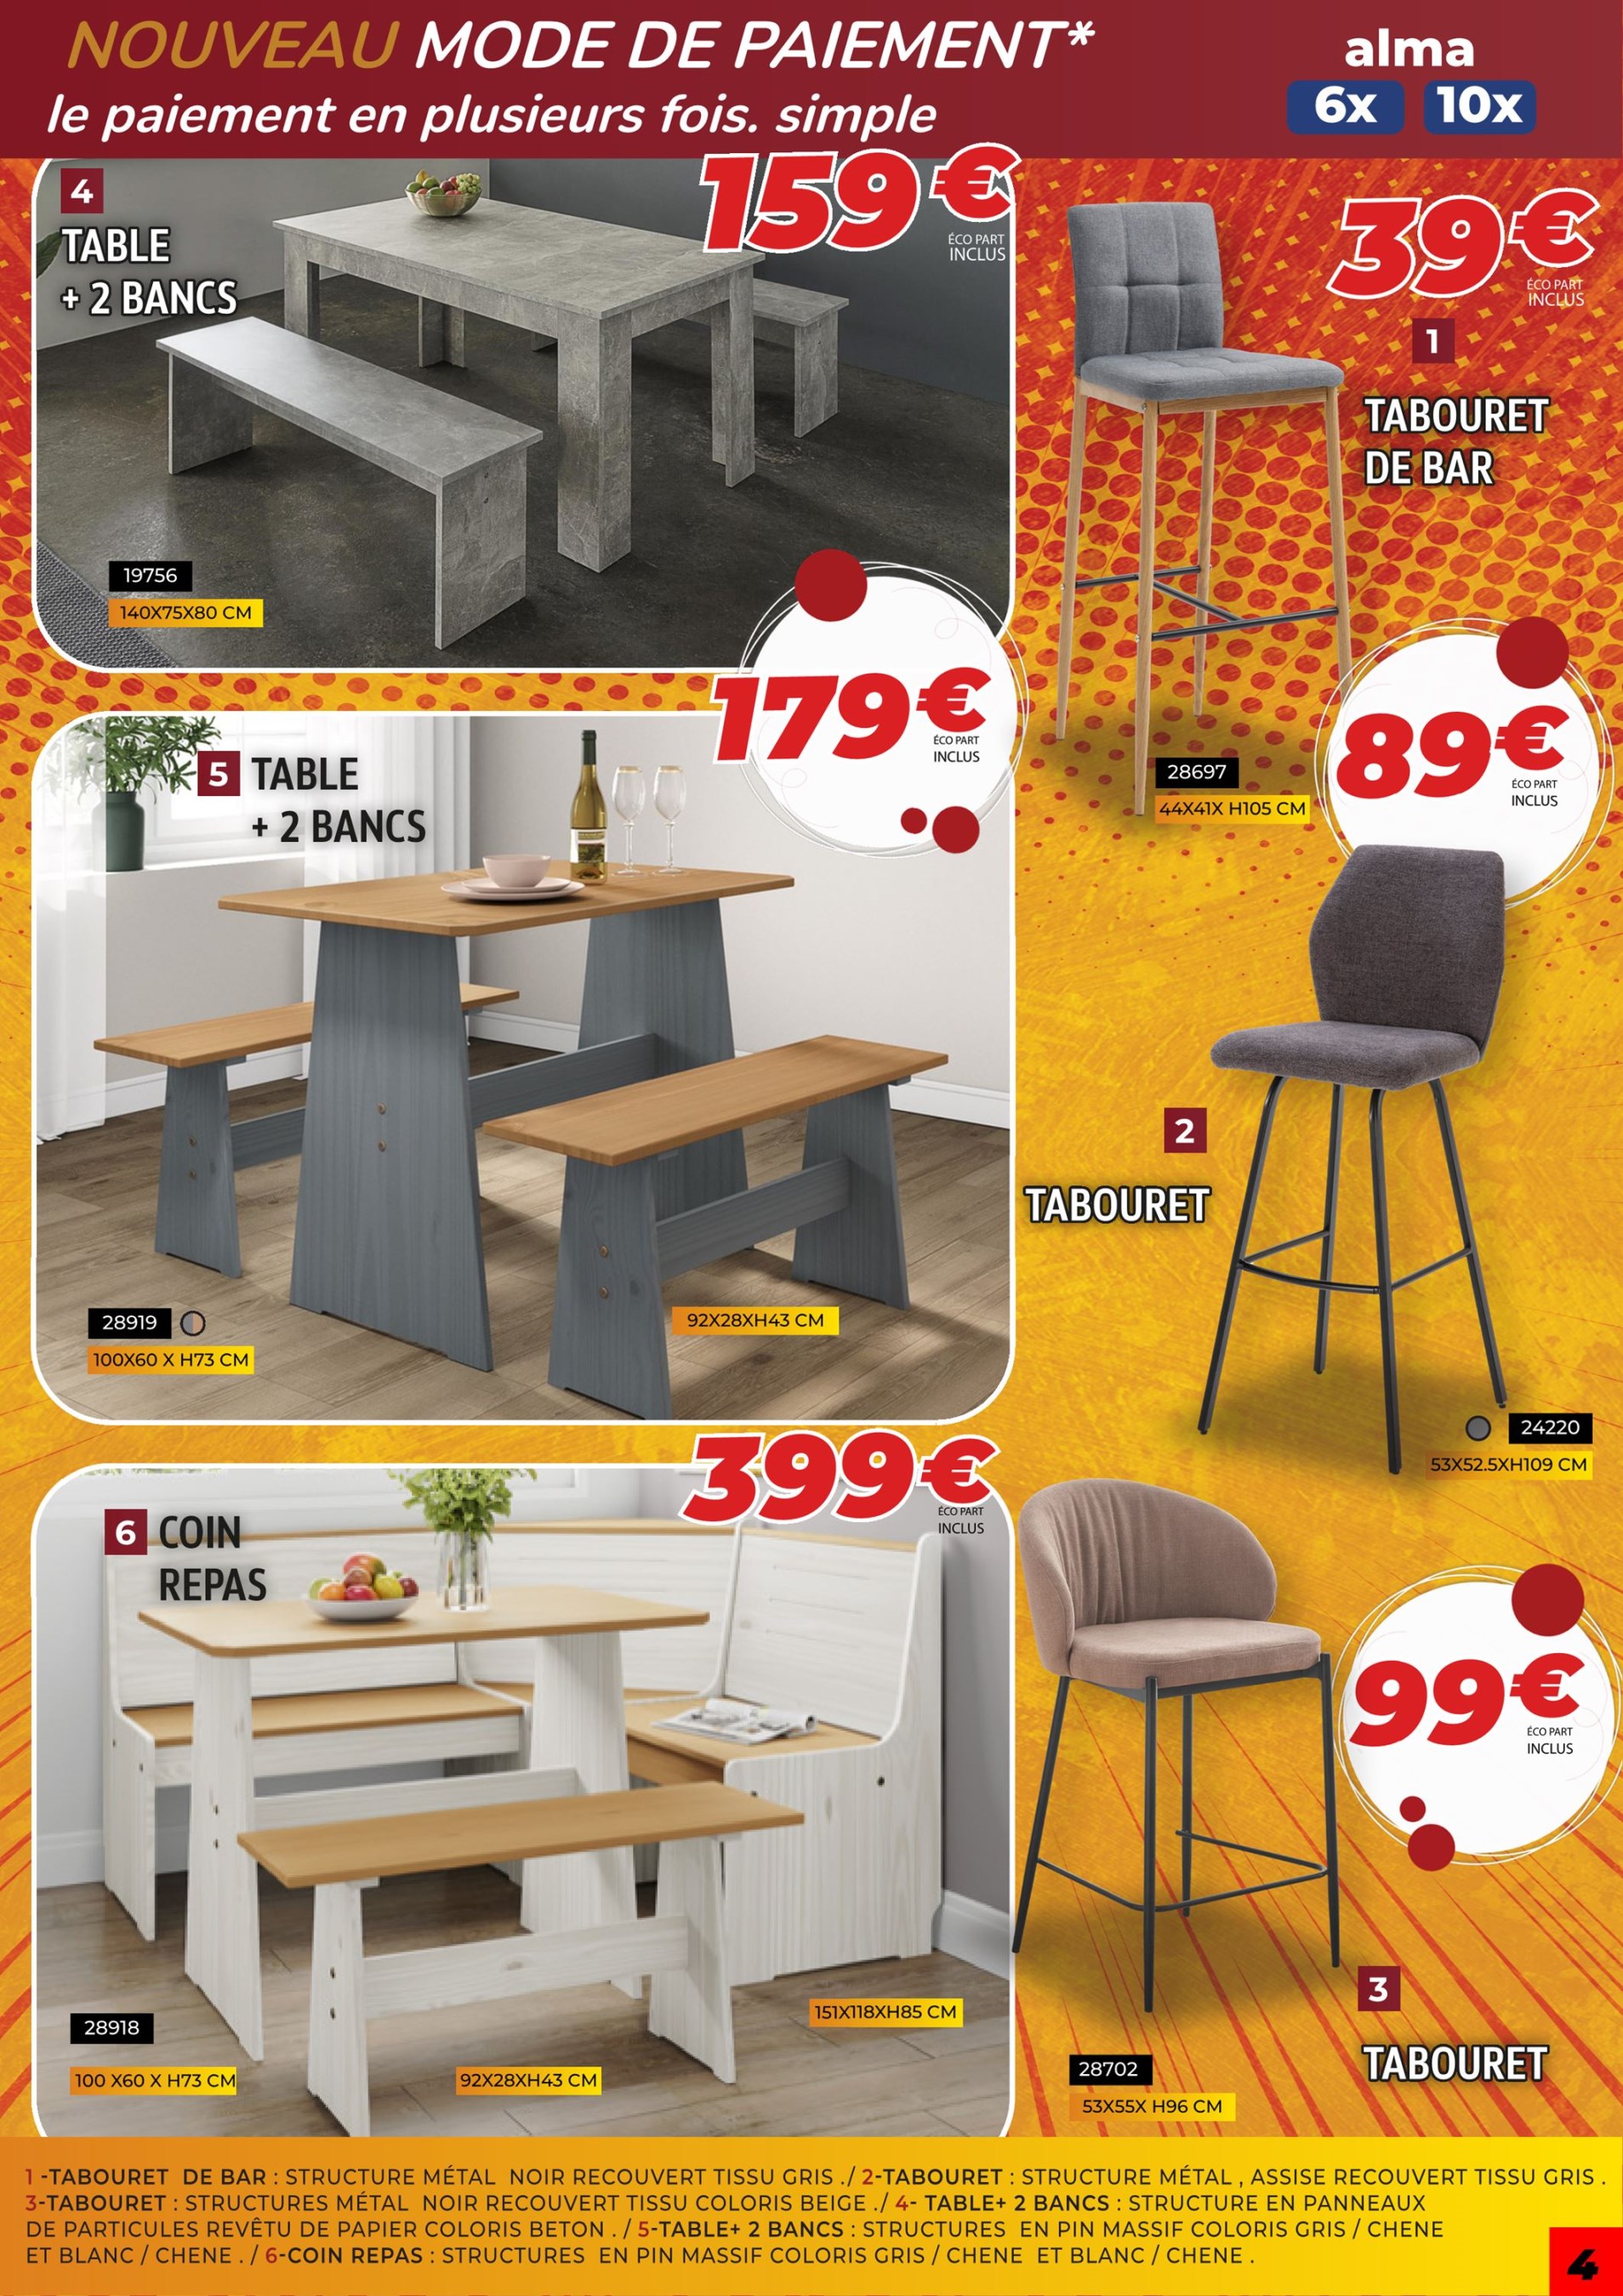 NOUVEAU MODE DE PAIEMENT*
le paiement en plusieurs fois. simple
alma
6x 10x
4
TABLE
+ 2 BANCS
159€
ÉCO PART
INCLUS
19756
140X75X80 CM
39€
ÉCO PART
INCLUS
1
TABOURET
DE BAR
28697
44X41X H105 CM
179€
ÉCO PART
INCLUS
5 TABLE
+ 2 BANCS
28919
100X60 X H73 CM
92X28XH43 CM
89€
ÉCO PART
INCLUS
2
TABOURET
24220
53X52.5XH109 CM
399€
ÉCO PART
INCLUS
6 COIN
REPAS
28918
100 X60 X H73 CM
92X28XH43 CM
151X118XH85 CM
99€
ÉCO PART
INCLUS
3
TABOURET
28702
53X55X H96 CM
1 -TABOURET DE BAR : STRUCTURE MÉTAL NOIR RECOUVERT TISSU GRIS ./ 2-TABOURET : STRUCTURE MÉTAL , ASSISE RECOUVERT TISSU GRIS .
3-TABOURET : STRUCTURES MÉTAL NOIR RECOUVERT TISSU COLORIS BEIGE ./ 4- TABLE+ 2 BANCS : STRUCTURE EN PANNEAUX
DE PARTICULES REVÊTU DE PAPIER COLORIS BETON . / 5-TABLE+ 2 BANCS : STRUCTURES EN PIN MASSIF COLORIS GRIS / CHENE
ET BLANC / CHENE . / 6-COIN REPAS : STRUCTURES EN PIN MASSIF COLORIS GRIS / CHENE ET BLANC / CHENE .
4